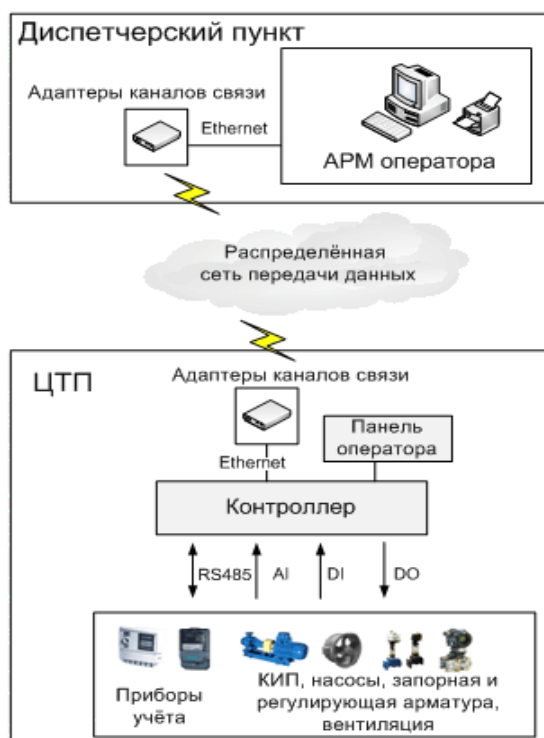 Диспетчерский пункт
Адаптеры каналов связи
Ethernet
АРМ оператора
Распределённая
сеть передачи данных
ЦТП
Адаптеры каналов связи
Ethernet
Панель
оператора
Контроллер
RS485
AI
DI
DO
Приборы
учёта
КИП, насосы, запорная и
регулирующая арматура,
вентиляция